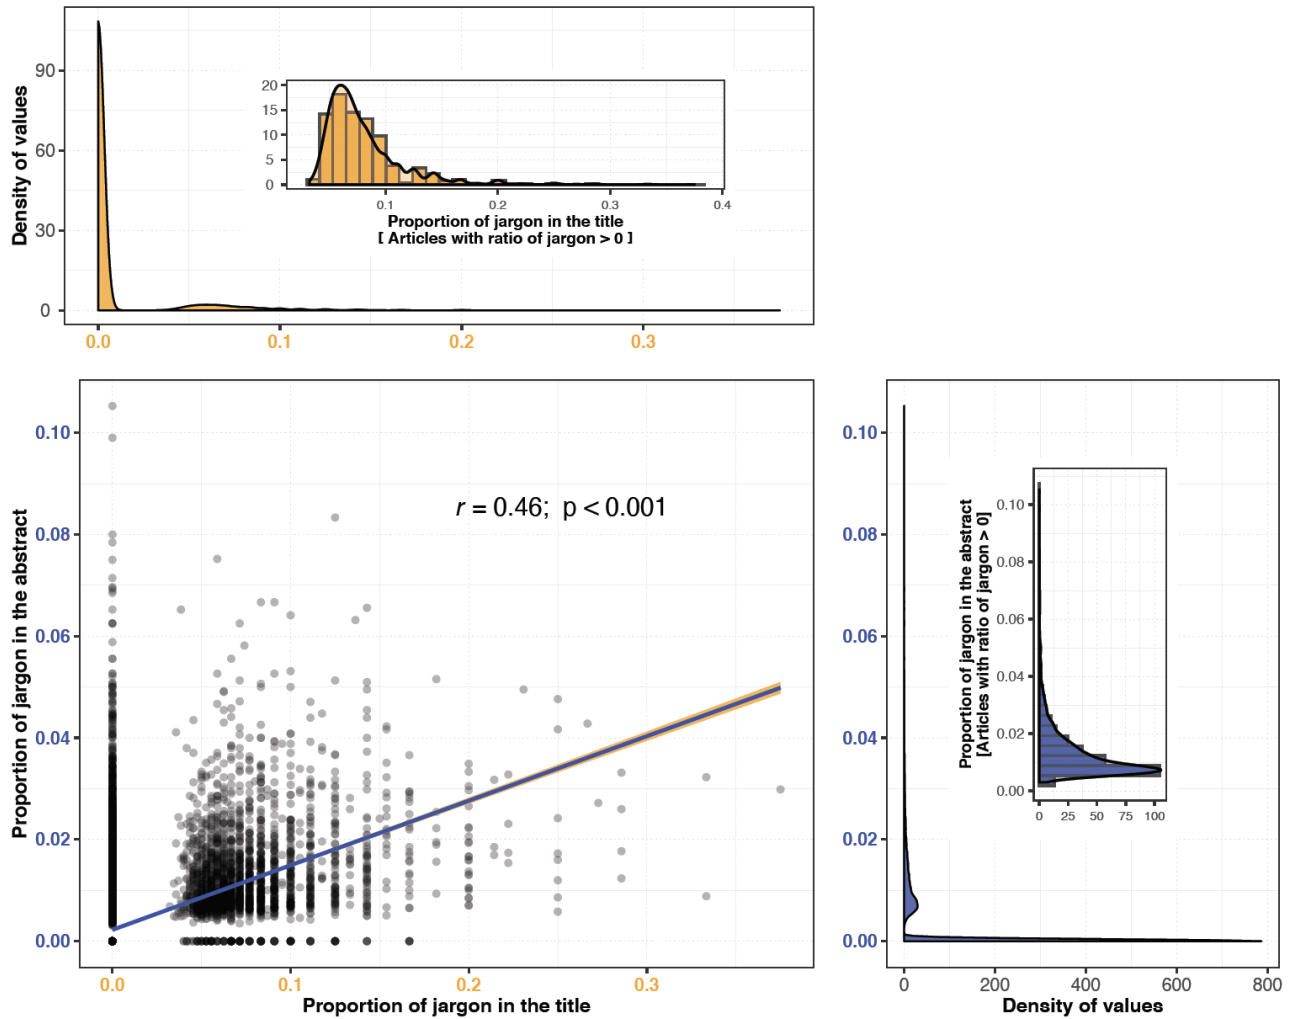 Density of values
90
60
30
0
0.0 0.1 0.2 0.3
20
15
10
5
0
0.1 0.2 0.3 0.4
Proportion of jargon in the title
[ Articles with ratio of jargon > 0 ]
Proportion of jargon in the abstract
0.10
0.08
0.06
0.04
0.02
0.00
r = 0.46; p < 0.001
0.0 0.1 0.2 0.3
Proportion of jargon in the title
0.10
0.08
0.06
0.04
0.02
0.00
Proportion of jargon in the abstract
[Articles with ratio of jargon > 0]
0.10
0.08
0.06
0.04
0.02
0.00
0 25 50 75 100
0 200 400 600 800
Density of values